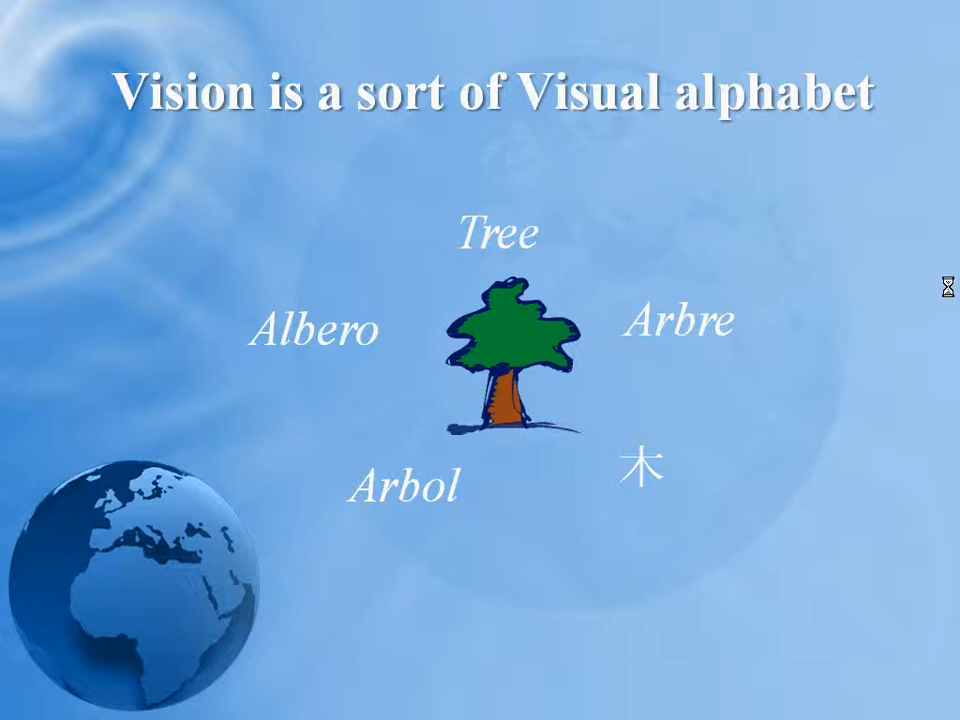 Vision is a sort of Visual alphabet
Tree
Albero
Arbre
Arbol
木